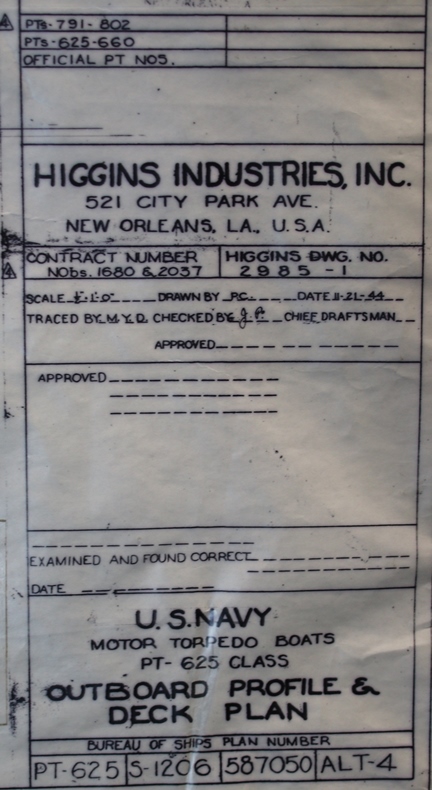 PTs-791-802
PTs-625-660
OFFICIAL PT NOS.
HIGGINS INDUSTRIES, INC.
521 CITY PARK AVE.
NEW ORLEANS, LA., U.S.A.
CONTRACT NUMBER
NObs. 1680 & 2037
HIGGINS DWG. NO.
2985-1
SCALE DRAWN BY P.C. DATE 11-21-44
TRACED BY M.Y.D. CHECKED BY CHIEF DRAFTSMAN
APPROVED
APPROVED
EXAMINED AND FOUND CORRECT
DATE
U.S. NAVY
MOTOR TORPEDO BOATS
PT-625 CLASS
OUTBOARD PROFILE &
DECK PLAN
BUREAU OF SHIPS PLAN NUMBER
PT-625 S-1206 587050 ALT-4